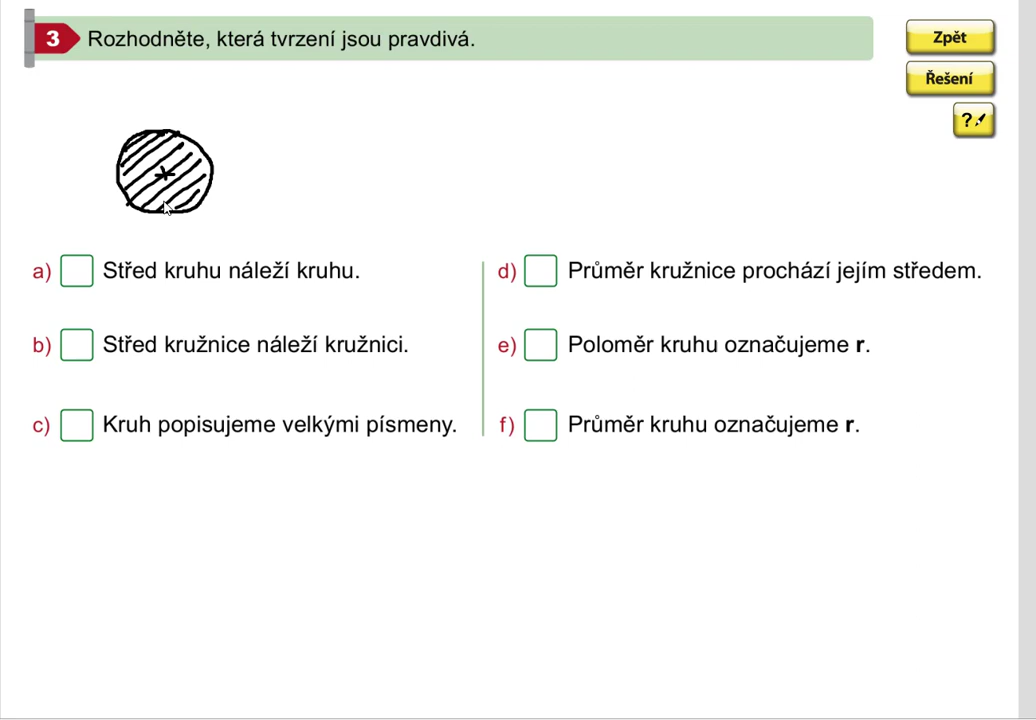 3 Rozhodněte, která tvrzení jsou pravdivá.
Zpět
Řešení
?
a) Střed kruhu náleží kruhu.
b) Střed kružnice náleží kružnici.
c) Kruh popisujeme velkými písmeny.
d) Průměr kružnice prochází jejím středem.
e) Poloměr kruhu označujeme r.
f) Průměr kruhu označujeme r.